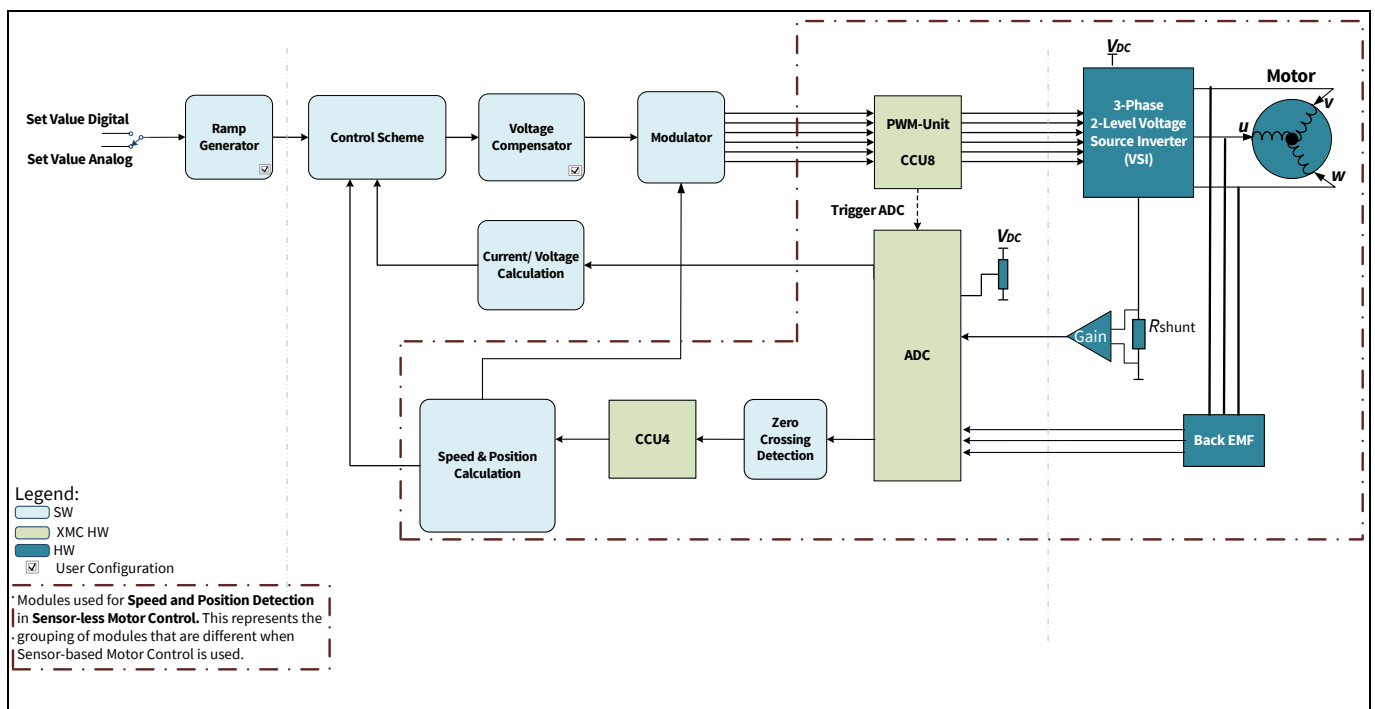 Set Value Digital
Set Value Analog
Ramp
Generator
Control Scheme
Voltage
Compensator
Modulator
PWM-Unit
CCU8
VDC
3-Phase
2-Level Voltage
Source Inverter
(VSI)
Motor
v
u
w
Trigger ADC
Current/ Voltage
Calculation
VDC
ADC
Gain
Rshunt
Speed & Position
Calculation
CCU4
Zero
Crossing
Detection
Back EMF
Legend:
SW
XMC HW
HW
User Configuration
Modules used for Speed and Position Detection
in Sensor-less Motor Control. This represents the
grouping of modules that are different when
Sensor-based Motor Control is used.